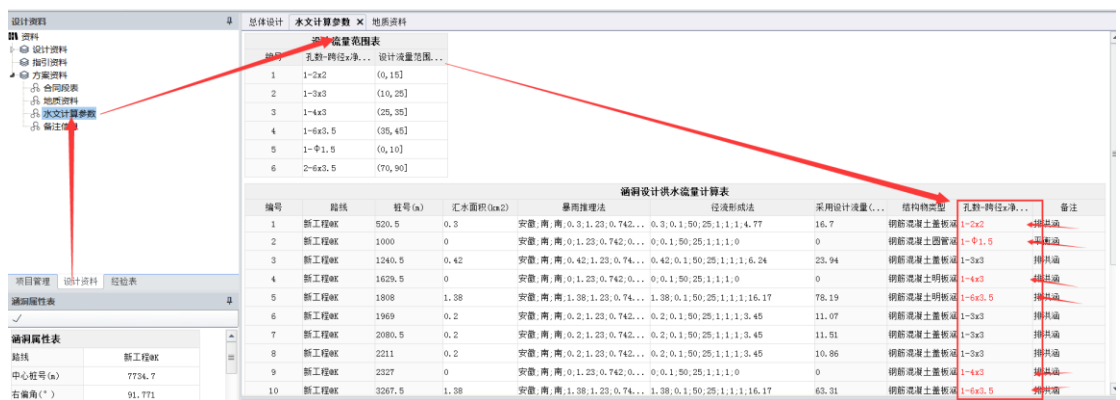 设计资料
资料
设计资料
指引资料
方案资料
合同段表
地质资料
水文计算参数
备注信息
项目管理 设计资料 经验表
涵洞属性表
涵洞属性表
路线 新工程@K
中心桩号(m) 7734.7
右偏角(°) 91.771
总体设计 水文计算参数 × 地质资料
设计流量范围表
编号 孔数-跨径x净... 设计流量范围...
1 1-2x2 (0,15]
2 1-3x3 (10,25]
3 1-4x3 (25,35]
4 1-6x3.5 (35,45]
5 1-Φ1.5 (0,10]
6 2-6x3.5 (70,90]
涵洞设计洪水流量计算表
编号 路线 桩号(m) 汇水面积(km2) 暴雨推理法 径流形成法 采用设计流量(... 结构物类型 孔数-跨径x净... 备注
1 新工程@K 520.5 0.3 安徽;南;南;0.3;1.23;0.742... 0.3;0.1;50;25;1;1;1;4.77 16.7 钢筋混凝土盖板涵 1-2x2 排洪涵
2 新工程@K 1000 0 安徽;南;南;0;1.23;0.742;0... 0;0.1;50;25;1;1;1;0 0 钢筋混凝土圆管涵 1-Φ1.5 平衡涵
3 新工程@K 1240.5 0.42 安徽;南;南;0.42;1.23;0.74... 0.42;0.1;50;25;1;1;1;6.24 23.94 钢筋混凝土盖板涵 1-3x3 排洪涵
4 新工程@K 1629.5 0 安徽;南;南;0;1.23;0.742;0... 0;0.1;50;25;1;1;1;0 0 钢筋混凝土明板涵 1-4x3 排洪涵
5 新工程@K 1808 1.38 安徽;南;南;1.38;1.23;0.74... 1.38;0.1;50;25;1;1;1;16.17 78.19 钢筋混凝土明板涵 1-6x3.5 排洪涵
6 新工程@K 1969 0.2 安徽;南;南;0.2;1.23;0.742... 0.2;0.1;50;25;1;1;1;3.45 11.07 钢筋混凝土盖板涵 1-3x3 排洪涵
7 新工程@K 2080.5 0.2 安徽;南;南;0.2;1.23;0.742... 0.2;0.1;50;25;1;1;1;3.45 11.51 钢筋混凝土盖板涵 1-3x3 排洪涵
8 新工程@K 2211 0.2 安徽;南;南;0.2;1.23;0.742... 0.2;0.1;50;25;1;1;1;3.45 10.86 钢筋混凝土盖板涵 1-3x3 排洪涵
9 新工程@K 2327 0 安徽;南;南;0;1.23;0.742;0... 0;0.1;50;25;1;1;1;0 0 钢筋混凝土盖板涵 1-4x3 排洪涵
10 新工程@K 3267.5 1.38 安徽;南;南;1.38;1.23;0.74... 1.38;0.1;50;25;1;1;1;16.17 63.31 钢筋混凝土盖板涵 1-6x3.5 排洪涵